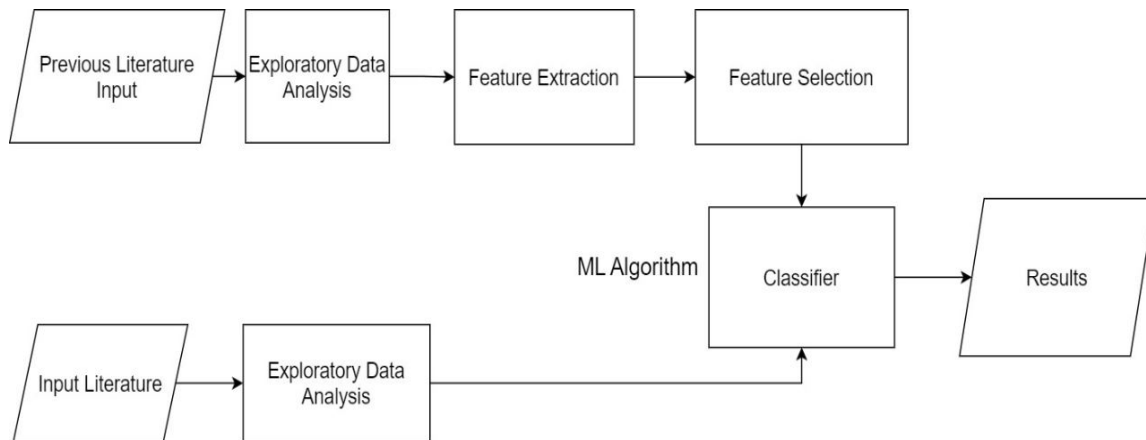 Previous Literature
Input
Exploratory Data
Analysis
Feature Extraction
Feature Selection
ML Algorithm
Classifier
Results
Input Literature
Exploratory Data
Analysis